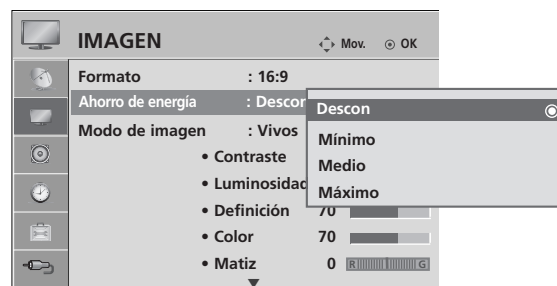 IMAGEN Mov. OK
Formato : 16:9
Ahorro de energía : Descon
Descon
Mínimo
Medio
Máximo
Modo de imagen : Vivos
• Contraste
• Luminosidad
• Definición 70
• Color 70
• Matiz 0 R G